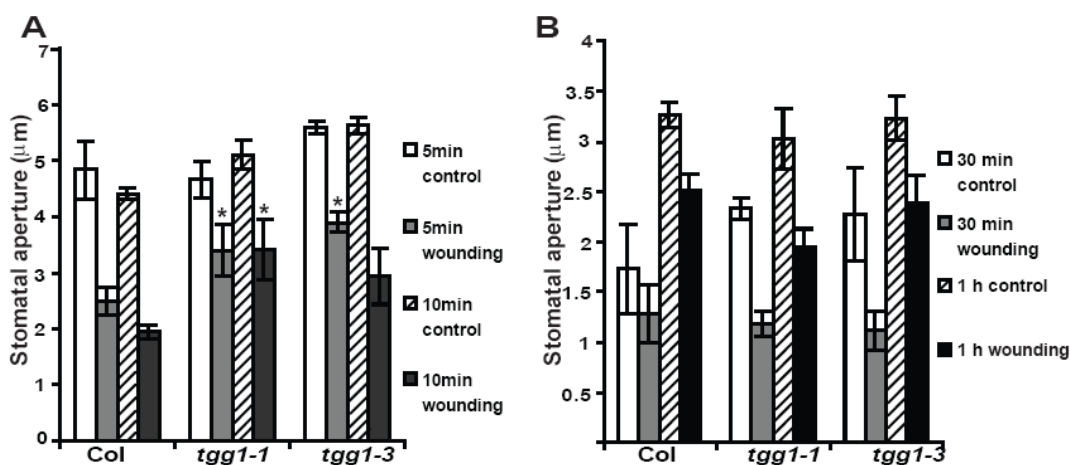 A
Stomatal aperture (μm)
7
6
5
4
3
2
1
0
*
*
*
Col
tgg1-1
tgg1-3
5min
control
5min
wounding
10min
control
10min
wounding
B
Stomatal aperture (μm)
4
3.5
3
2.5
2
1.5
1
0.5
Col
tgg1-1
tgg1-3
30 min
control
30 min
wounding
1 h control
1 h wounding